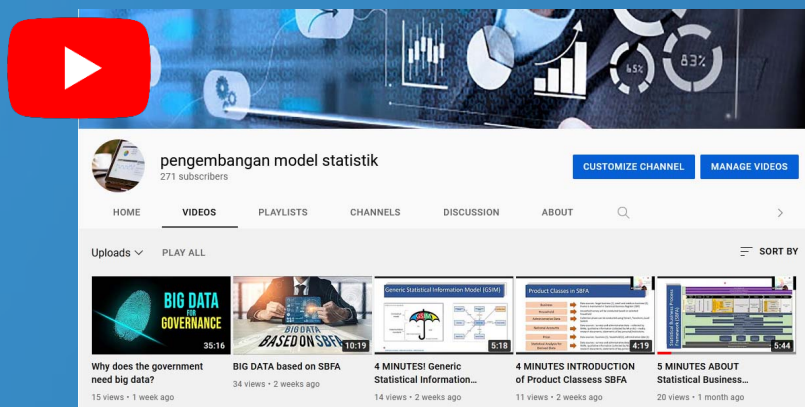 65%
83%
pengembangan model statistik
271 subscribers
CUSTOMIZE CHANNEL
MANAGE VIDEOS
HOME
VIDEOS
PLAYLISTS
CHANNELS
DISCUSSION
ABOUT
Uploads
PLAY ALL
SORT BY
BIG DATA
FOR
GOVERNANCE
35:16
BIG DATA
BASED ON SBFA
10:19
Generic Statistical Information Model (GSIM)
GSIM
5:18
Product Classes in SBFA
4:19
5:44
Why does the government
need big data?
15 views • 1 week ago
BIG DATA based on SBFA
34 views • 2 weeks ago
4 MINUTES! Generic
Statistical Information...
14 views • 2 weeks ago
4 MINUTES INTRODUCTION
of Product Classess SBFA
11 views • 2 weeks ago
5 MINUTES ABOUT
Statistical Business...
20 views • 1 month ago